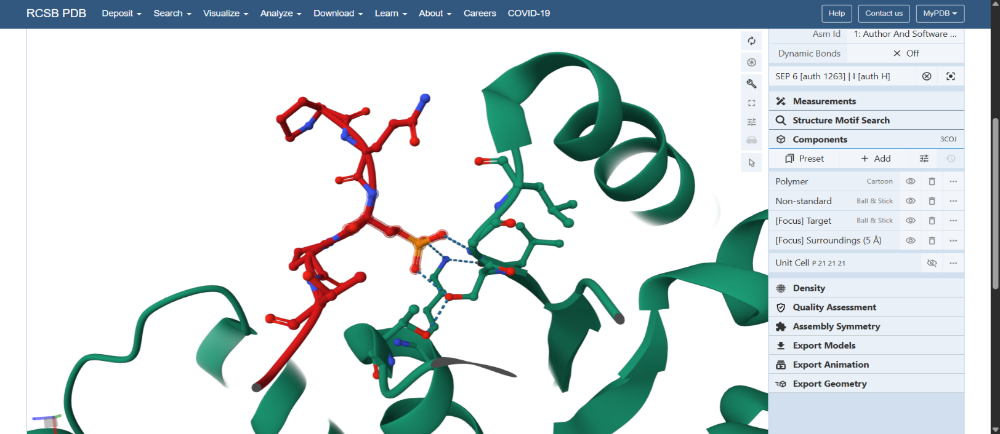 RCSB PDB Deposit Search Visualize Analyze Download Learn About Careers COVID-19 Help Contact us MyPDB
Asm Id 1: Author And Software ...
Dynamic Bonds Off
SEP 6 [auth 1263] | I [auth H]
Measurements
Structure Motif Search
Components 3COJ
Preset + Add
Polymer Cartoon
Non-standard Ball & Stick
[Focus] Target Ball & Stick
[Focus] Surroundings (5 Å)
Unit Cell P 21 21 21
Density
Quality Assessment
Assembly Symmetry
Export Models
Export Animation
Export Geometry